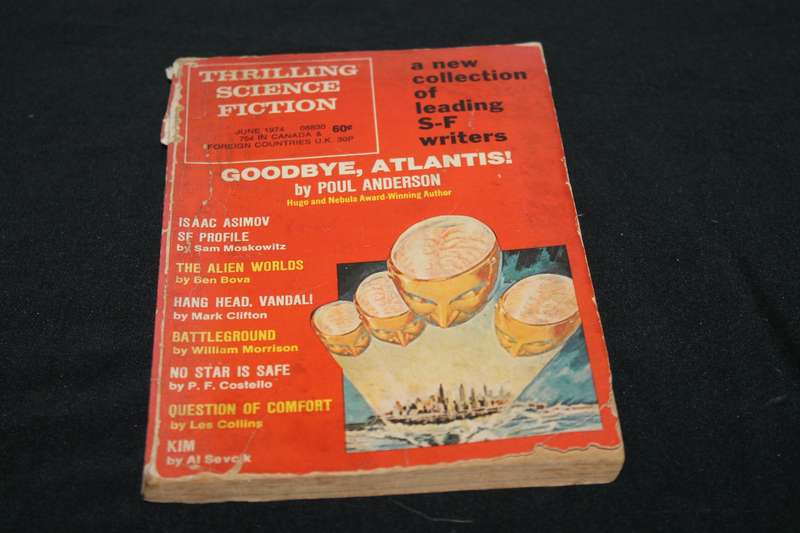 THRILLING
SCIENCE
FICTION
JUNE 1974 08830 60¢
75¢ IN CANADA &
FOREIGN COUNTRIES U.K. 30P
a new
collection
of
leading
S-F
writers
GOODBYE, ATLANTIS!
by POUL ANDERSON
Hugo and Nebula Award-Winning Author
ISAAC ASIMOV
SF PROFILE
by Sam Moskowitz
THE ALIEN WORLDS
by Ben Bova
HANG HEAD, VANDAL!
by Mark Clifton
BATTLEGROUND
by William Morrison
NO STAR IS SAFE
by P. F. Costello
QUESTION OF COMFORT
by Les Collins
KIM
by Al Sevcik